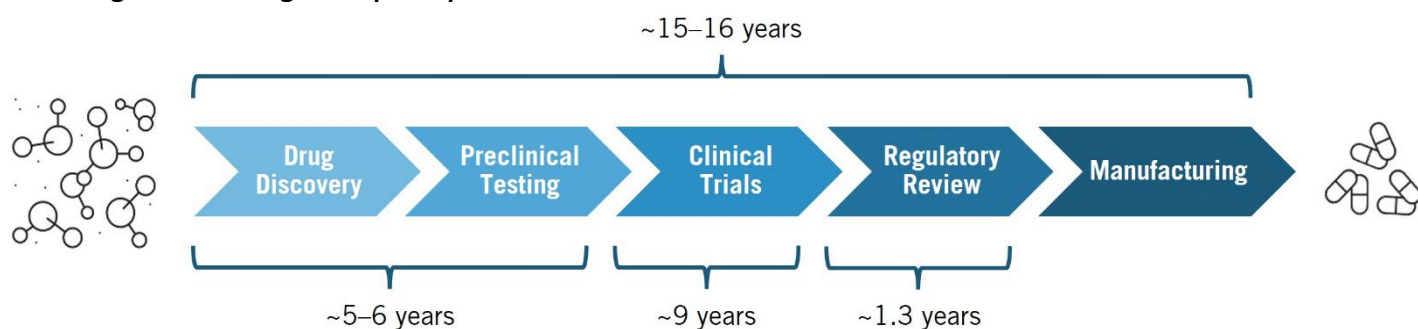 ~15–16 years
Drug
Discovery
Preclinical
Testing
Clinical
Trials
Regulatory
Review
Manufacturing
~5–6 years
~9 years
~1.3 years